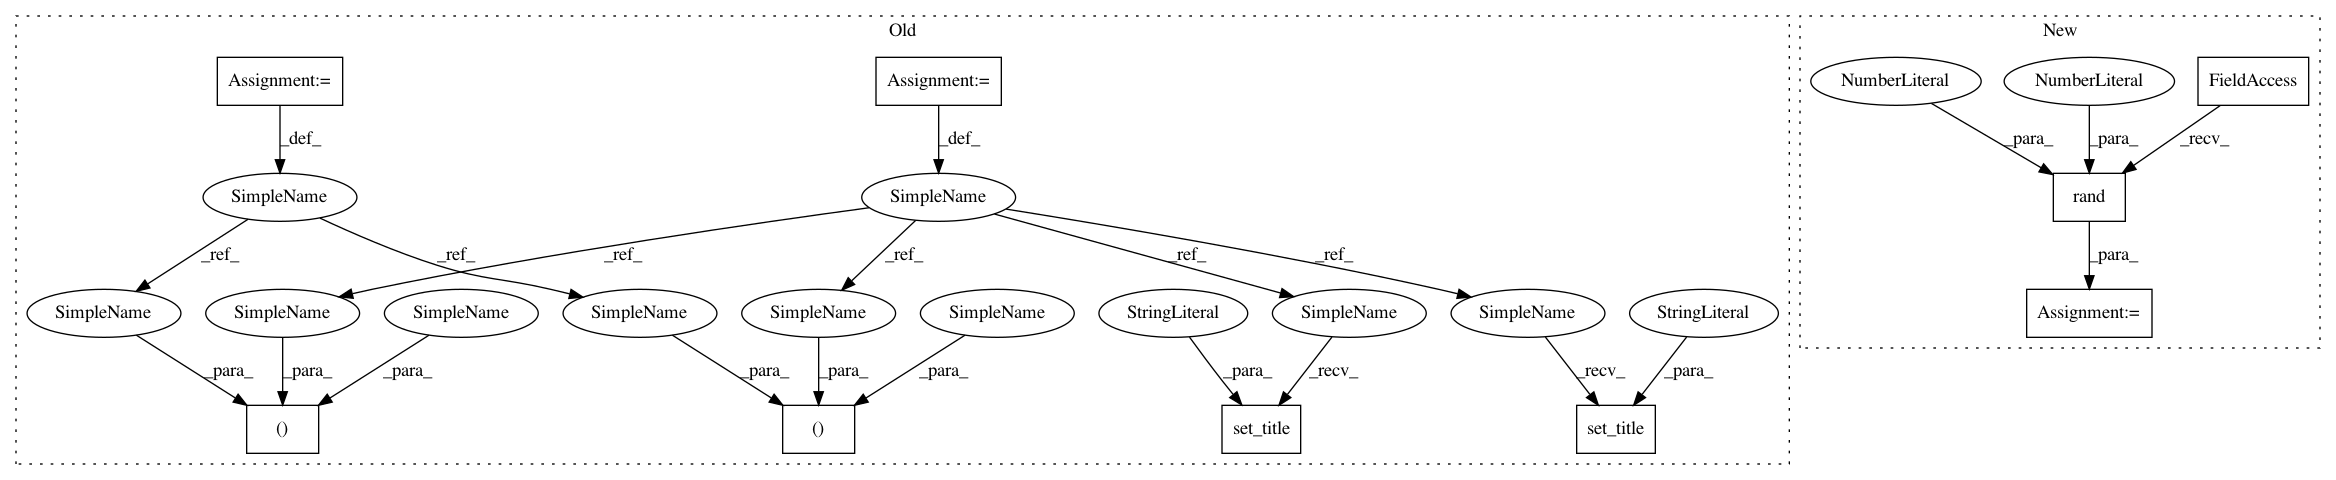 Old
New
Assignment:=
Assignment:=
NumberLiteral
NumberLiteral
FieldAccess
_def_
_def_
_para_
_para_
_recv_
SimpleName
SimpleName
rand
_ref_
_ref_
_ref_
_ref_
_ref_
_ref_
_para_
SimpleName
SimpleName
SimpleName
SimpleName
SimpleName
SimpleName
StringLiteral
SimpleName
SimpleName
StringLiteral
Assignment:=
_para_
_para_
_para_
_para_
_para_
_para_
_para_
_recv_
_recv_
_para_
()
()
set_title
set_title